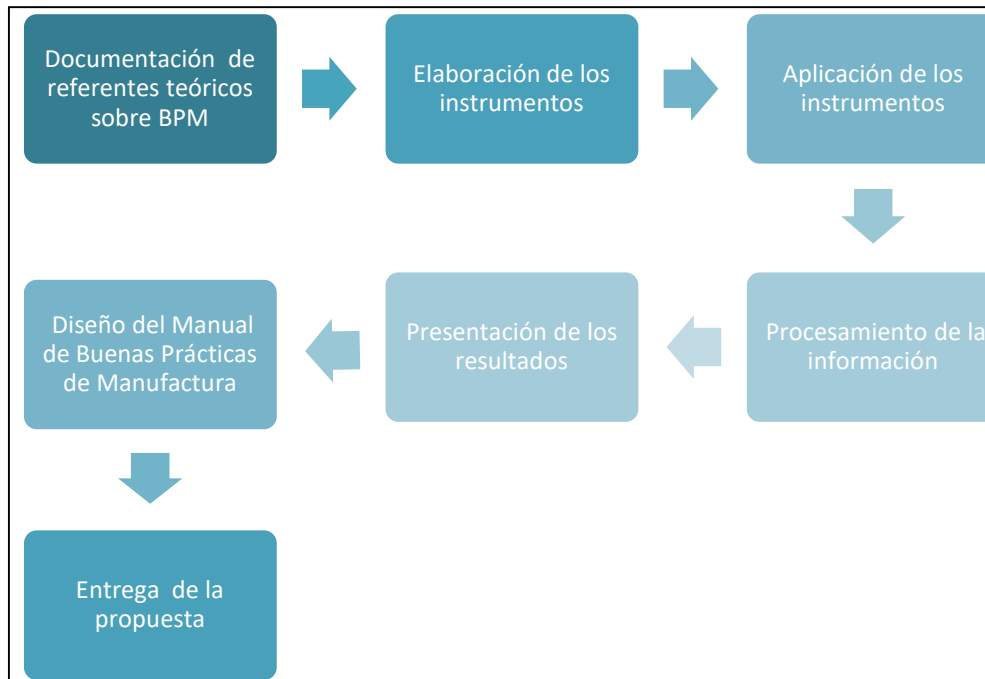 Documentación de
referentes teóricos
sobre BPM
Elaboración de los
instrumentos
Aplicación de los
instrumentos
Procesamiento de la
información
Presentación de los
resultados
Diseño del Manual
de Buenas Prácticas
de Manufactura
Entrega de la
propuesta